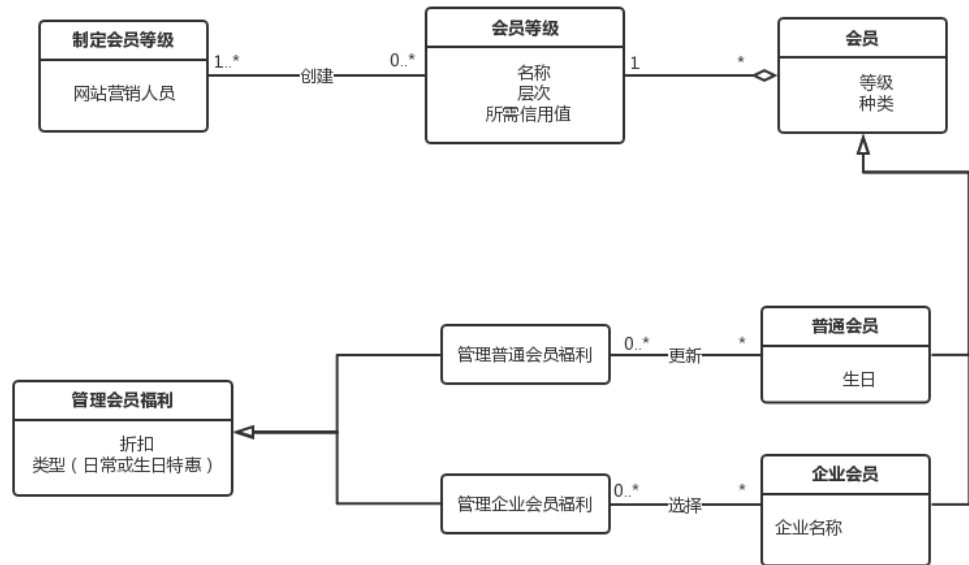 制定会员等级
网站营销人员
1..*
创建
0..*
会员等级
名称
层次
所需信用值
1
*
会员
等级
种类
管理会员福利
折扣
类型（日常或生日特惠）
管理普通会员福利
0..*
更新
*
普通会员
生日
管理企业会员福利
0..*
选择
*
企业会员
企业名称